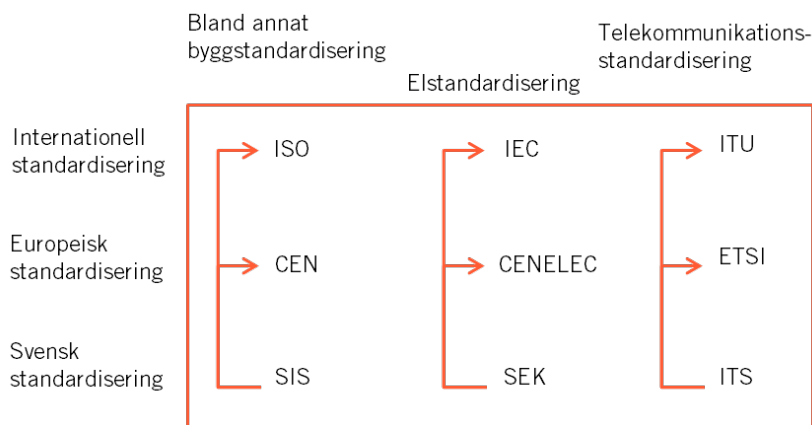 Bland annat
byggstandardisering
Elstandardisering
Telekommunikations-
standardisering
Internationell
standardisering
ISO
IEC
ITU
Europeisk
standardisering
CEN
CENELEC
ETSI
Svensk
standardisering
SIS
SEK
ITS